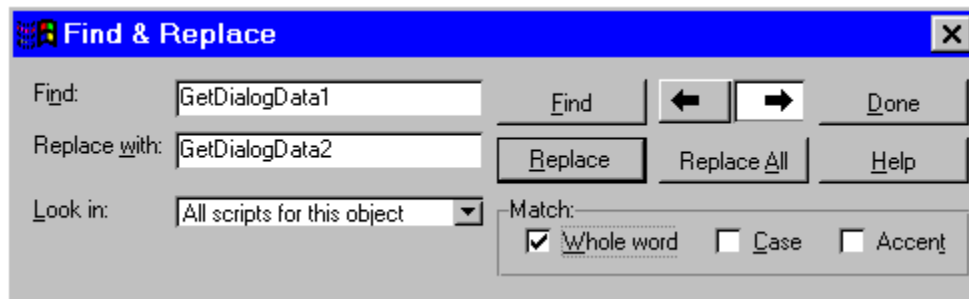 Find & Replace
Find: GetDialogData1 Find Done
Replace with: GetDialogData2 Replace Replace All Help
Look in: All scripts for this object Match:
Whole word Case Accent